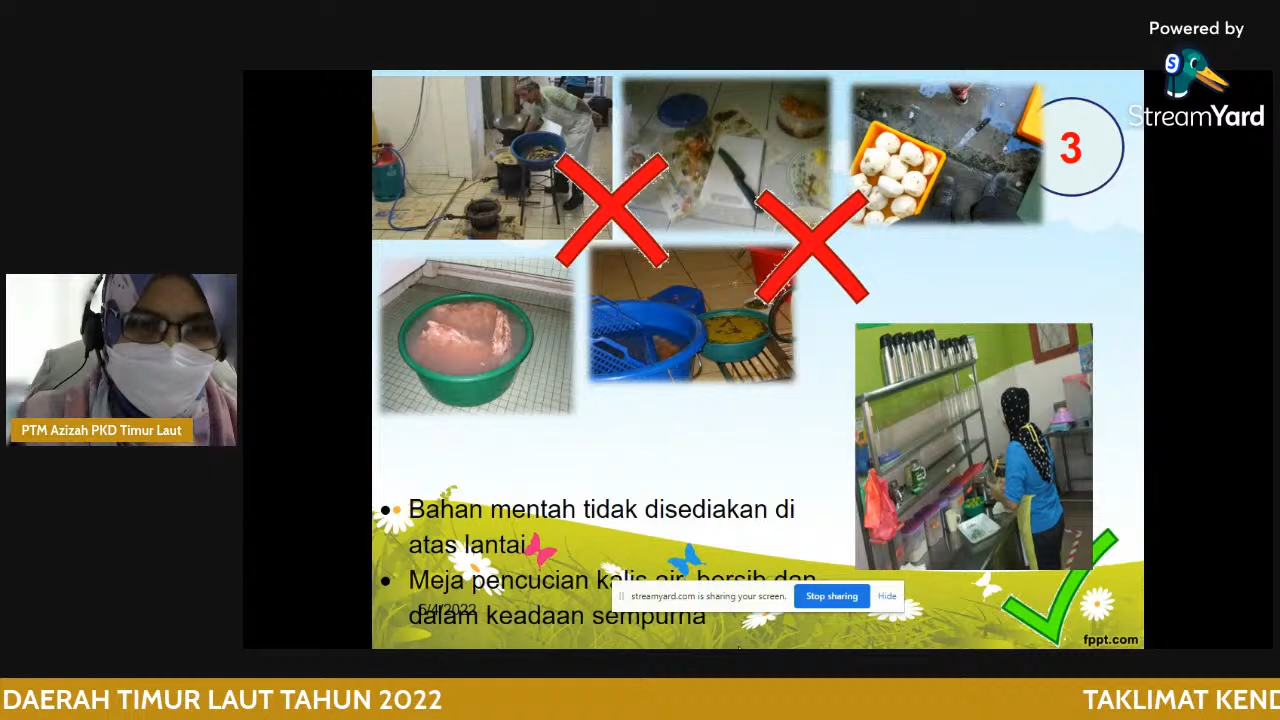 Powered by
S
StreamYard
3
PTM Azizah PKD Timur Laut
Bahan mentah tidak disediakan di
atas lantai
Meja pencucian kalis air, bersih dan
dalam keadaan sempurna
5/4/2022
streamyard.com is sharing your screen.
Stop sharing
Hide
fppt.com
DAERAH TIMUR LAUT TAHUN 2022
TAKLIMAT KEND